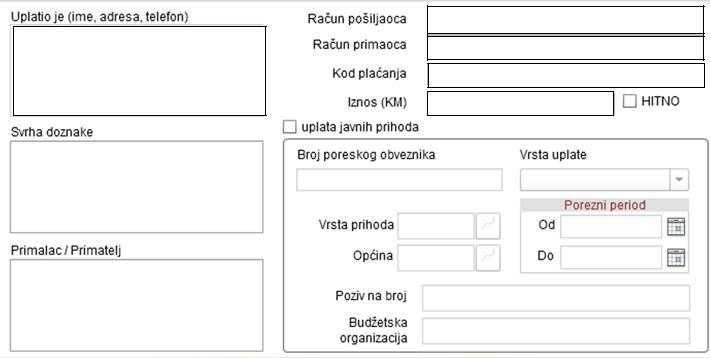 Uplatio je (ime, adresa, telefon)
Račun pošiljaoca
Račun primaoca
Kod plaćanja
Iznos (KM)
HITNO
Svrha doznake
uplata javnih prihoda
Broj poreskog obveznika
Vrsta uplate
Porezni period
Vrsta prihoda
Od
Općina
Do
Primalac / Primatelj
Poziv na broj
Budžetska
organizacija